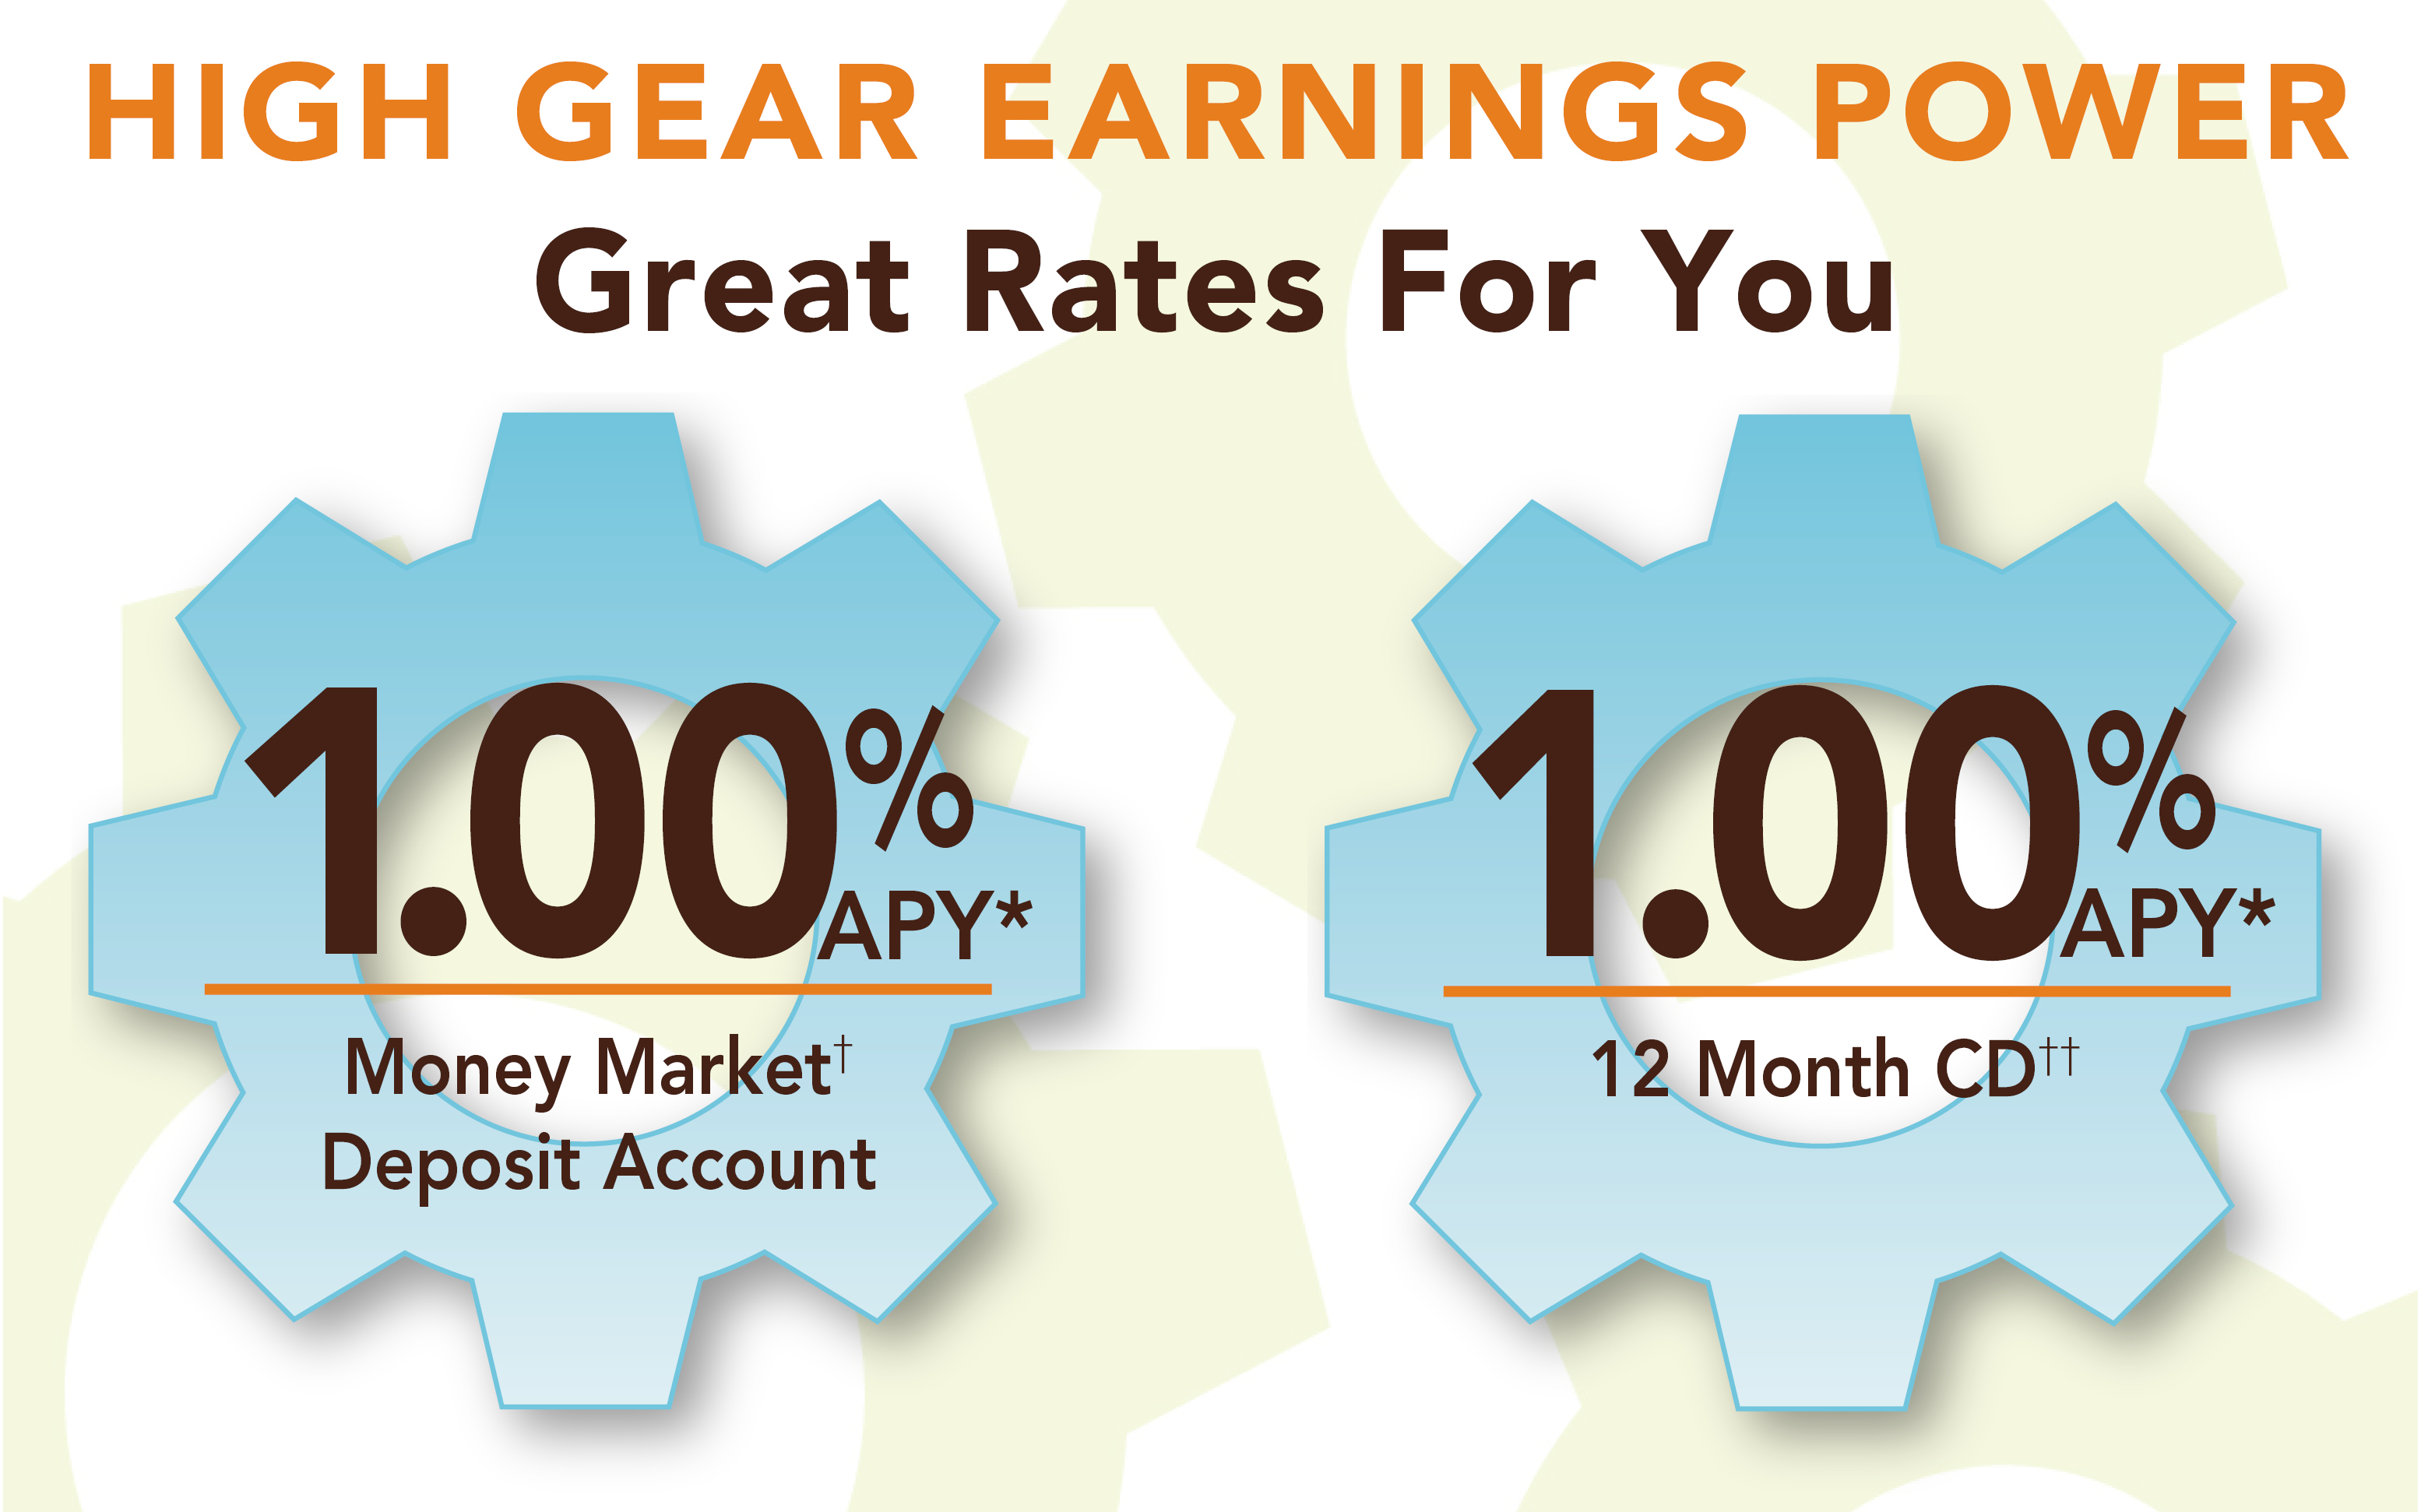 HIGH GEAR EARNINGS POWER
Great Rates For You
1.00% APY*
Money Market†
Deposit Account
1.00% APY*
12 Month CD††